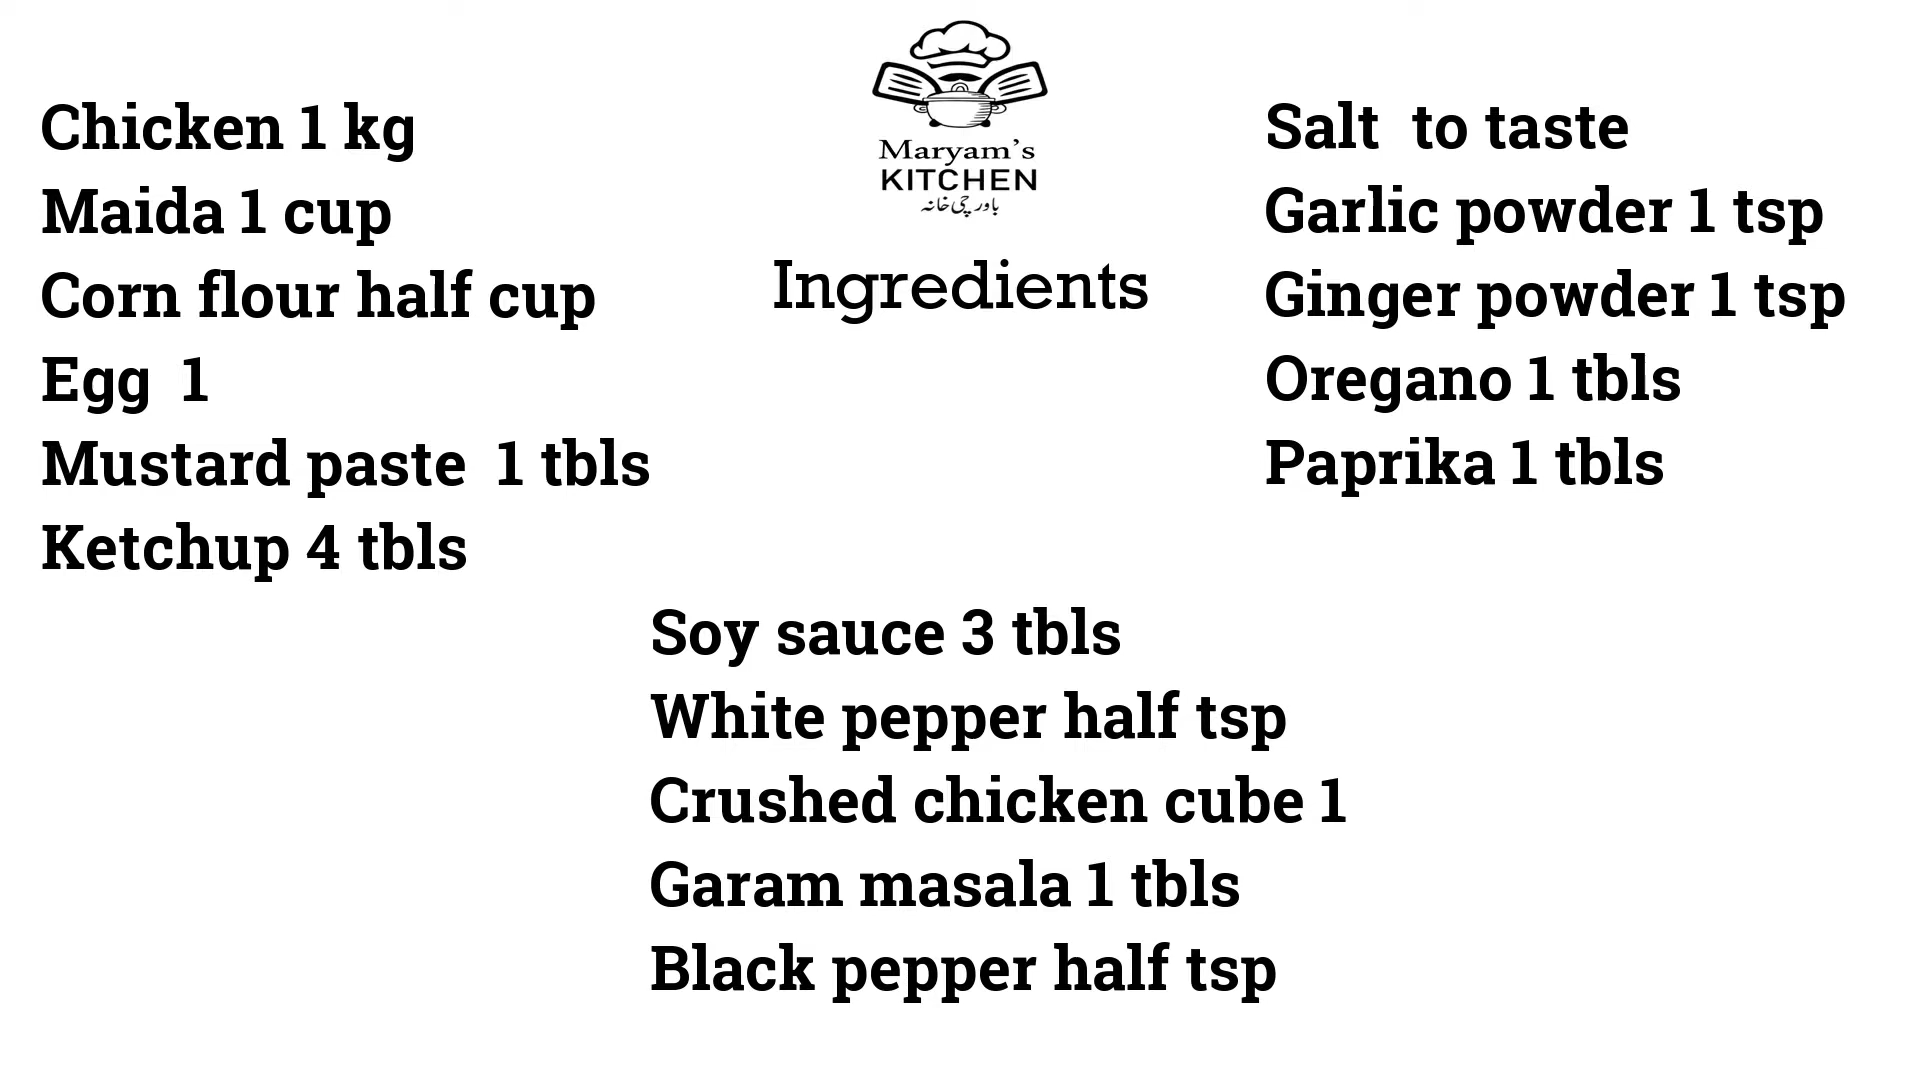 Maryam's
KITCHEN
باورچی خانہ
Ingredients
Chicken 1 kg
Maida 1 cup
Corn flour half cup
Egg 1
Mustard paste 1 tbls
Ketchup 4 tbls
Soy sauce 3 tbls
White pepper half tsp
Crushed chicken cube 1
Garam masala 1 tbls
Black pepper half tsp
Salt to taste
Garlic powder 1 tsp
Ginger powder 1 tsp
Oregano 1 tbls
Paprika 1 tbls